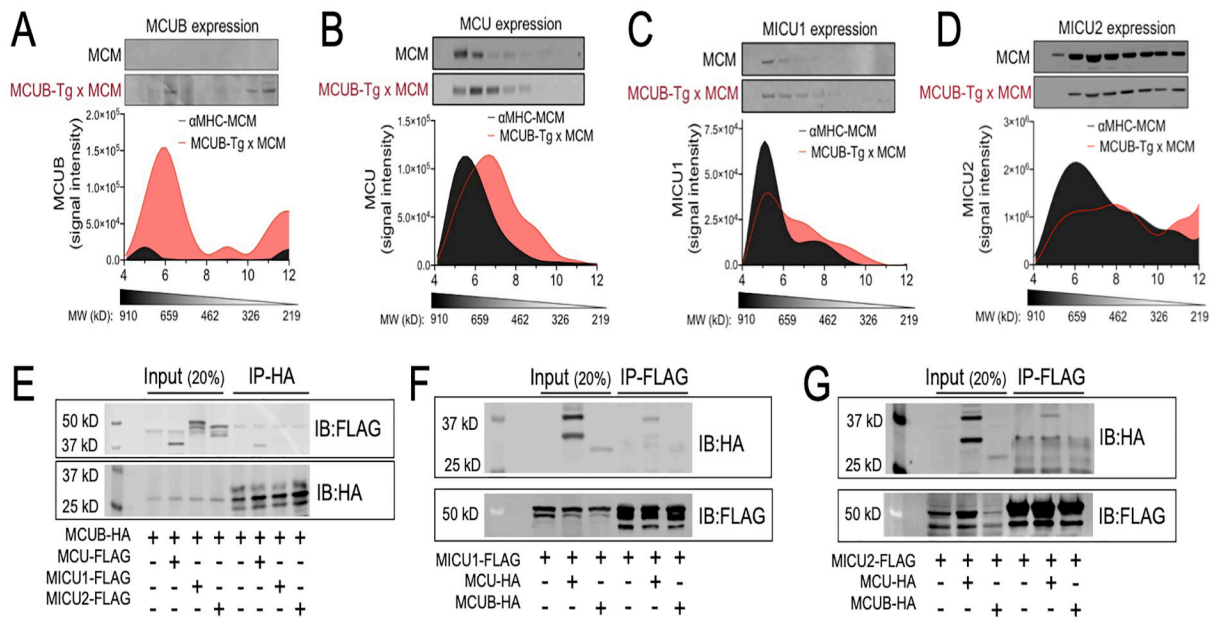 A
MCUB expression
MCM
MCUB-Tg x MCM
αMHC-MCM
MCUB-Tg x MCM
MCUB
(signal intensity)
2.0×10⁵
1.5×10⁵
1.0×10⁵
5.0×10⁴
0.0
4 6 8 10 12
MW (kD): 910 659 462 326 219
B
MCU expression
MCM
MCUB-Tg x MCM
αMHC-MCM
MCUB-Tg x MCM
MCU
(signal intensity)
1.5×10⁵
1.0×10⁵
5.0×10⁴
0.0
4 6 8 10 12
MW (kD): 910 659 462 326 219
C
MICU1 expression
MCM
MCUB-Tg x MCM
αMHC-MCM
MCUB-Tg x MCM
MICU1
(signal intensity)
7.5×10⁴
5.0×10⁴
25.0×10⁴
0.0
4 6 8 10 12
MW (kD): 910 659 462 326 219
D
MICU2 expression
MCM
MCUB-Tg x MCM
αMHC-MCM
MCUB-Tg x MCM
MICU2
(signal intensity)
3×10⁶
2×10⁶
1×10⁶
0
4 6 8 10 12
MW (kD): 910 659 462 326 219
E
Input (20%) IP-HA
50 kD
37 kD
IB:FLAG
37 kD
25 kD
IB:HA
MCUB-HA + + + + + + + +
MCU-FLAG - + - - - + - -
MICU1-FLAG - - + - - - + -
MICU2-FLAG - - - + - - - +
F
Input (20%) IP-FLAG
37 kD
25 kD
IB:HA
50 kD
IB:FLAG
MICU1-FLAG + + + + + +
MCU-HA - + - - + -
MCUB-HA - - + - - +
G
Input (20%) IP-FLAG
37 kD
25 kD
IB:HA
50 kD
IB:FLAG
MICU2-FLAG + + + + + +
MCU-HA - + - - + -
MCUB-HA - - + - - +